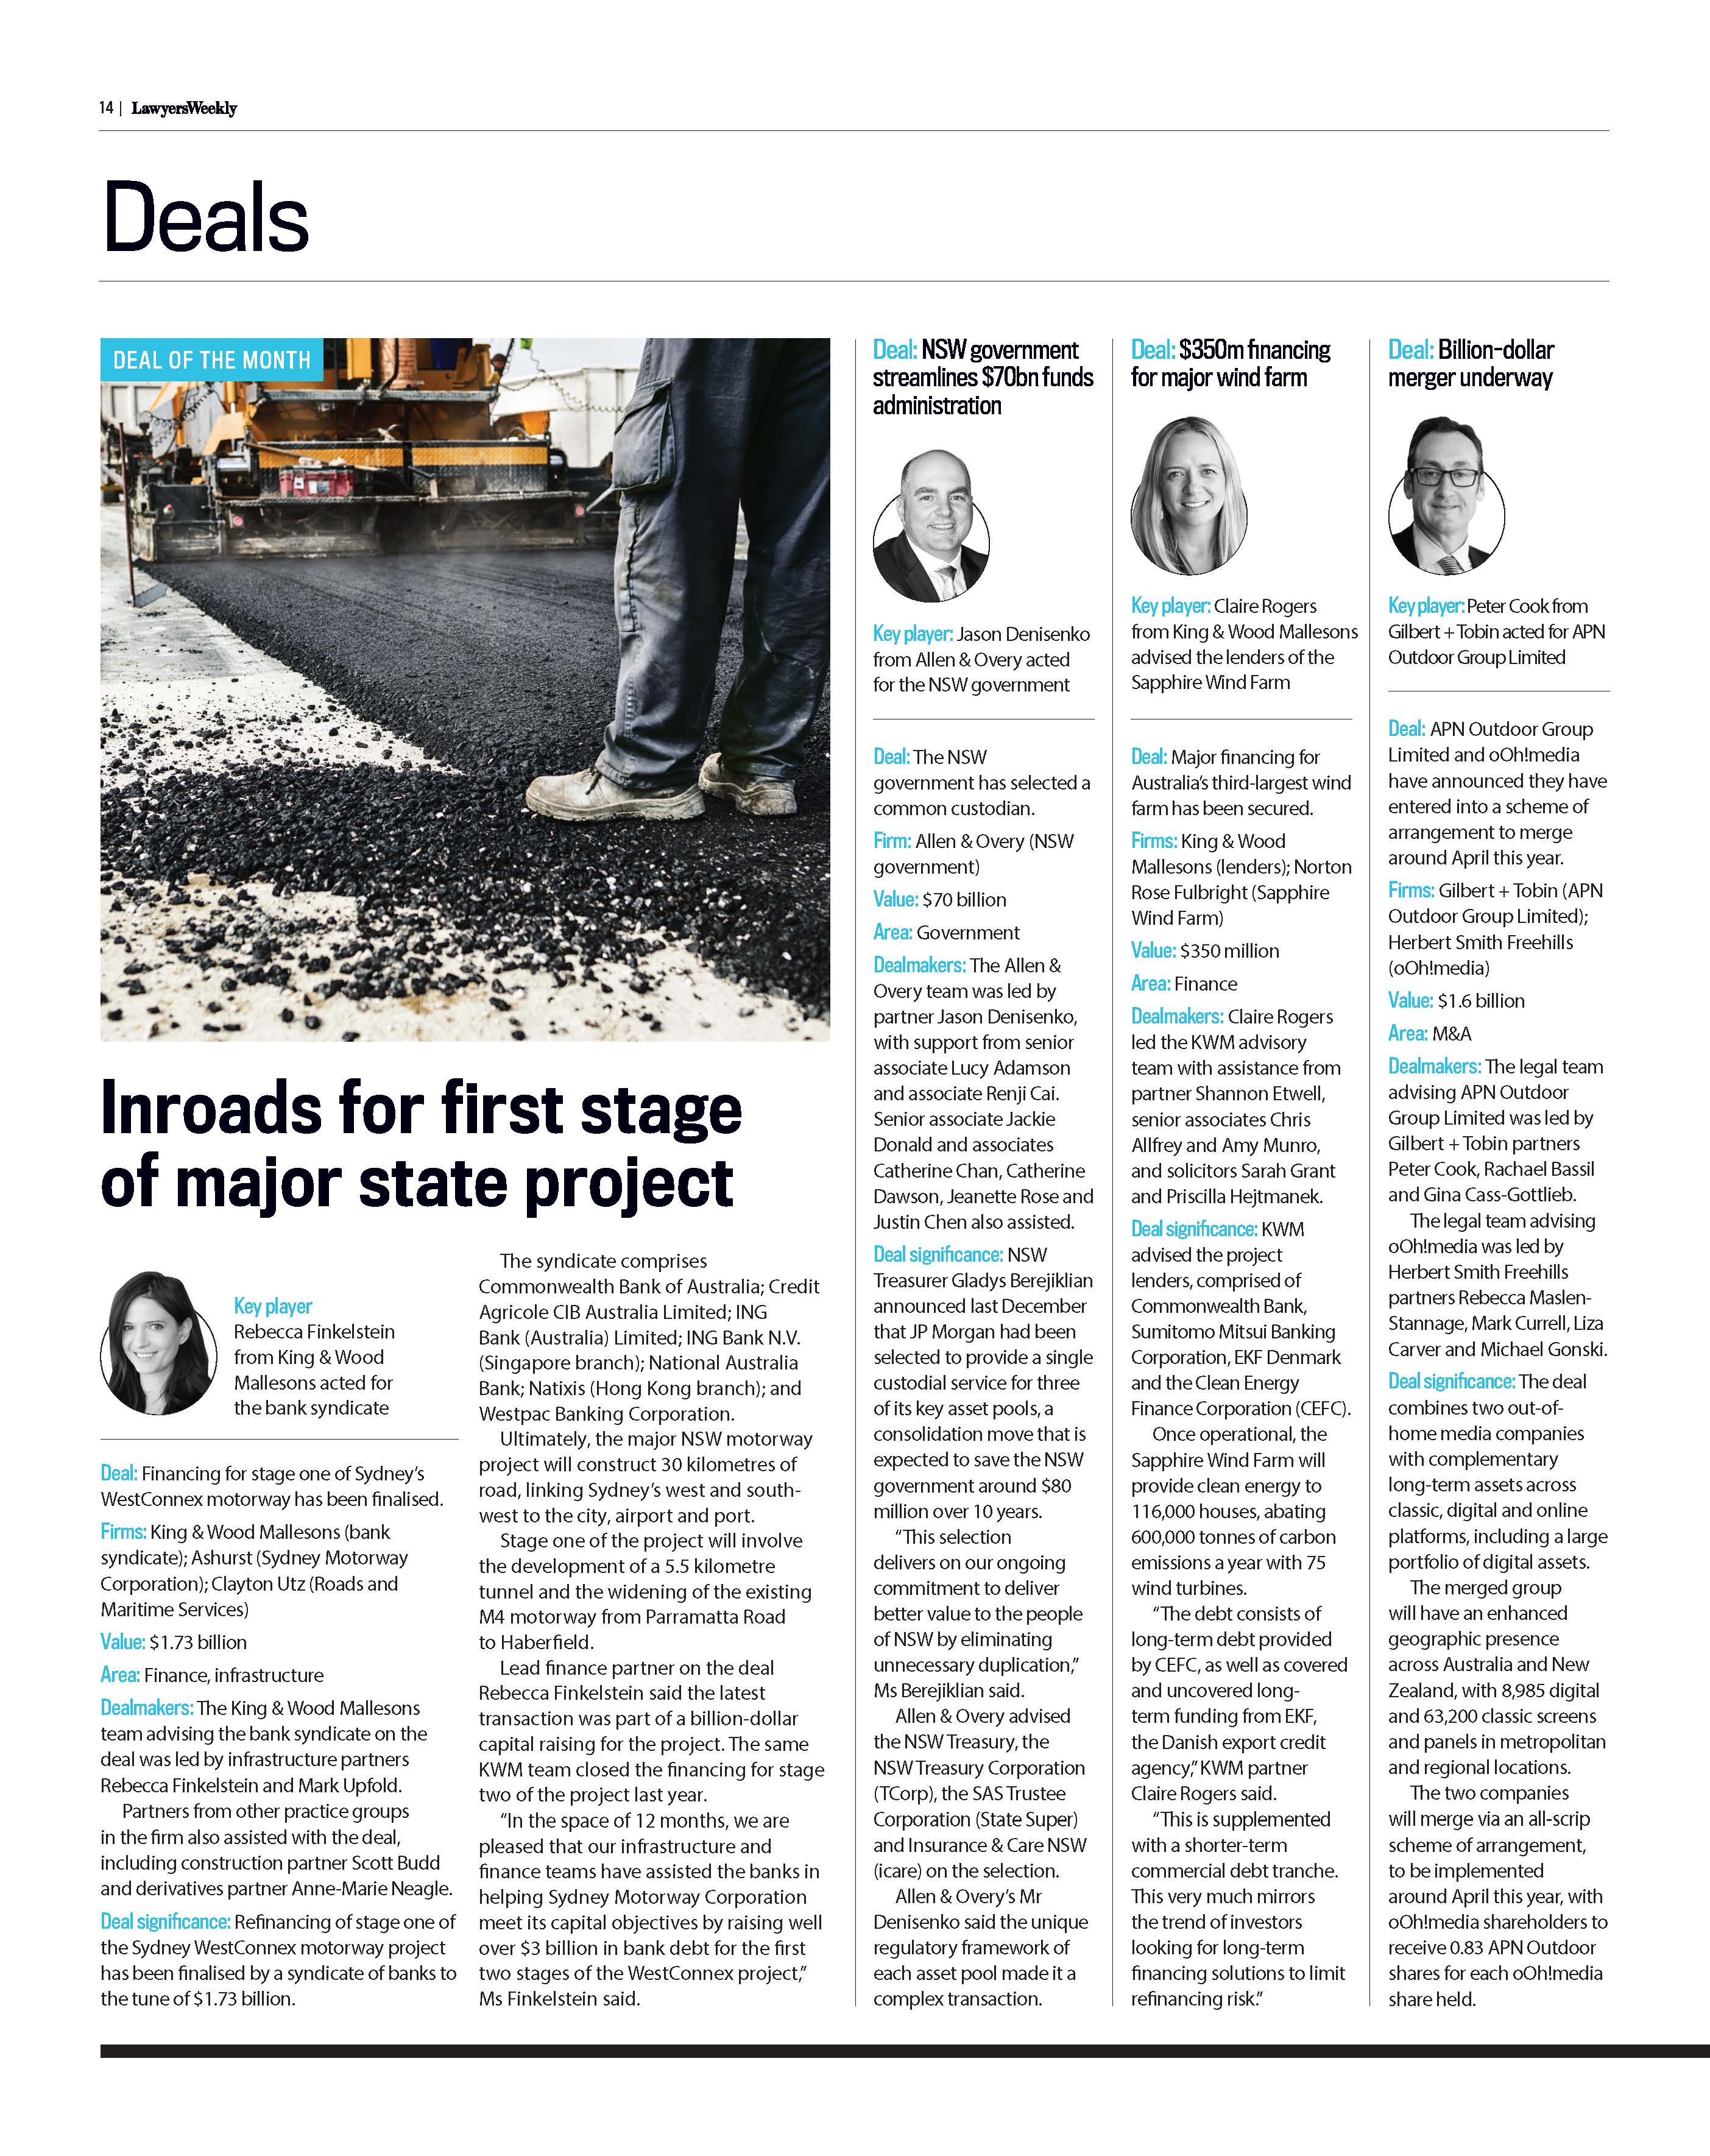 14 | LawyersWeekly
Deals
DEAL OF THE MONTH
Inroads for first stage
of major state project
Key player
Rebecca Finkelstein
from King & Wood
Mallesons acted for
the bank syndicate
Deal: Financing for stage one of Sydney's
WestConnex motorway has been finalised.
Firms: King & Wood Mallesons (bank
syndicate); Ashurst (Sydney Motorway
Corporation); Clayton Utz (Roads and
Maritime Services)
Value: $1.73 billion
Area: Finance, infrastructure
Dealmakers: The King & Wood Mallesons
team advising the bank syndicate on the
deal was led by infrastructure partners
Rebecca Finkelstein and Mark Upfold.
Partners from other practice groups
in the firm also assisted with the deal,
including construction partner Scott Budd
and derivatives partner Anne-Marie Neagle.
Deal significance: Refinancing of stage one of
the Sydney WestConnex motorway project
has been finalised by a syndicate of banks to
the tune of $1.73 billion.
The syndicate comprises
Commonwealth Bank of Australia; Credit
Agricole CIB Australia Limited; ING
Bank (Australia) Limited; ING Bank N.V.
(Singapore branch); National Australia
Bank; Natixis (Hong Kong branch); and
Westpac Banking Corporation.
Ultimately, the major NSW motorway
project will construct 30 kilometres of
road, linking Sydney's west and south-
west to the city, airport and port.
Stage one of the project will involve
the development of a 5.5 kilometre
tunnel and the widening of the existing
M4 motorway from Parramatta Road
to Haberfield.
Lead finance partner on the deal
Rebecca Finkelstein said the latest
transaction was part of a billion-dollar
capital raising for the project. The same
KWM team closed the financing for stage
two of the project last year.
"In the space of 12 months, we are
pleased that our infrastructure and
finance teams have assisted the banks in
helping Sydney Motorway Corporation
meet its capital objectives by raising well
over $3 billion in bank debt for the first
two stages of the WestConnex project,"
Ms Finkelstein said.
Deal: NSW government
streamlines $70bn funds
administration
Key player: Jason Denisenko
from Allen & Overy acted
for the NSW government
Deal: The NSW
government has selected a
common custodian.
Firm: Allen & Overy (NSW
government)
Value: $70 billion
Area: Government
Dealmakers: The Allen &
Overy team was led by
partner Jason Denisenko,
with support from senior
associate Lucy Adamson
and associate Renji Cai.
Senior associate Jackie
Donald and associates
Catherine Chan, Catherine
Dawson, Jeanette Rose and
Justin Chen also assisted.
Deal significance: NSW
Treasurer Gladys Berejiklian
announced last December
that JP Morgan had been
selected to provide a single
custodial service for three
of its key asset pools, a
consolidation move that is
expected to save the NSW
government around $80
million over 10 years.
"This selection
delivers on our ongoing
commitment to deliver
better value to the people
of NSW by eliminating
unnecessary duplication,"
Ms Berejiklian said.
Allen & Overy advised
the NSW Treasury, the
NSW Treasury Corporation
(TCorp), the SAS Trustee
Corporation (State Super)
and Insurance & Care NSW
(icare) on the selection.
Allen & Overy's Mr
Denisenko said the unique
regulatory framework of
each asset pool made it a
complex transaction.
Deal: $350m financing
for major wind farm
Key player: Claire Rogers
from King & Wood Mallesons
advised the lenders of the
Sapphire Wind Farm
Deal: Major financing for
Australia's third-largest wind
farm has been secured.
Firms: King & Wood
Mallesons (lenders); Norton
Rose Fulbright (Sapphire
Wind Farm)
Value: $350 million
Area: Finance
Dealmakers: Claire Rogers
led the KWM advisory
team with assistance from
partner Shannon Etwell,
senior associates Chris
Allfrey and Amy Munro,
and solicitors Sarah Grant
and Priscilla Hejtmanek.
Deal significance: KWM
advised the project
lenders, comprised of
Commonwealth Bank,
Sumitomo Mitsui Banking
Corporation, EKF Denmark
and the Clean Energy
Finance Corporation (CEFC).
Once operational, the
Sapphire Wind Farm will
provide clean energy to
116,000 houses, abating
600,000 tonnes of carbon
emissions a year with 75
wind turbines.
"The debt consists of
long-term debt provided
by CEFC, as well as covered
and uncovered long-
term funding from EKF,
the Danish export credit
agency," KWM partner
Claire Rogers said.
"This is supplemented
with a shorter-term
commercial debt tranche.
This very much mirrors
the trend of investors
looking for long-term
financing solutions to limit
refinancing risk."
Deal: Billion-dollar
merger underway
Key player: Peter Cook from
Gilbert + Tobin acted for APN
Outdoor Group Limited
Deal: APN Outdoor Group
Limited and oOh!media
have announced they have
entered into a scheme of
arrangement to merge
around April this year.
Firms: Gilbert + Tobin (APN
Outdoor Group Limited);
Herbert Smith Freehills
(oOh!media)
Value: $1.6 billion
Area: M&A
Dealmakers: The legal team
advising APN Outdoor
Group Limited was led by
Gilbert + Tobin partners
Peter Cook, Rachael Bassil
and Gina Cass-Gottlieb.
The legal team advising
oOh!media was led by
Herbert Smith Freehills
partners Rebecca Maslen-
Stannage, Mark Currell, Liza
Carver and Michael Gonski.
Deal significance: The deal
combines two out-of-
home media companies
with complementary
long-term assets across
classic, digital and online
platforms, including a large
portfolio of digital assets.
The merged group
will have an enhanced
geographic presence
across Australia and New
Zealand, with 8,985 digital
and 63,200 classic screens
and panels in metropolitan
and regional locations.
The two companies
will merge via an all-scrip
scheme of arrangement,
to be implemented
around April this year, with
oOh!media shareholders to
receive 0.83 APN Outdoor
shares for each oOh!media
share held.